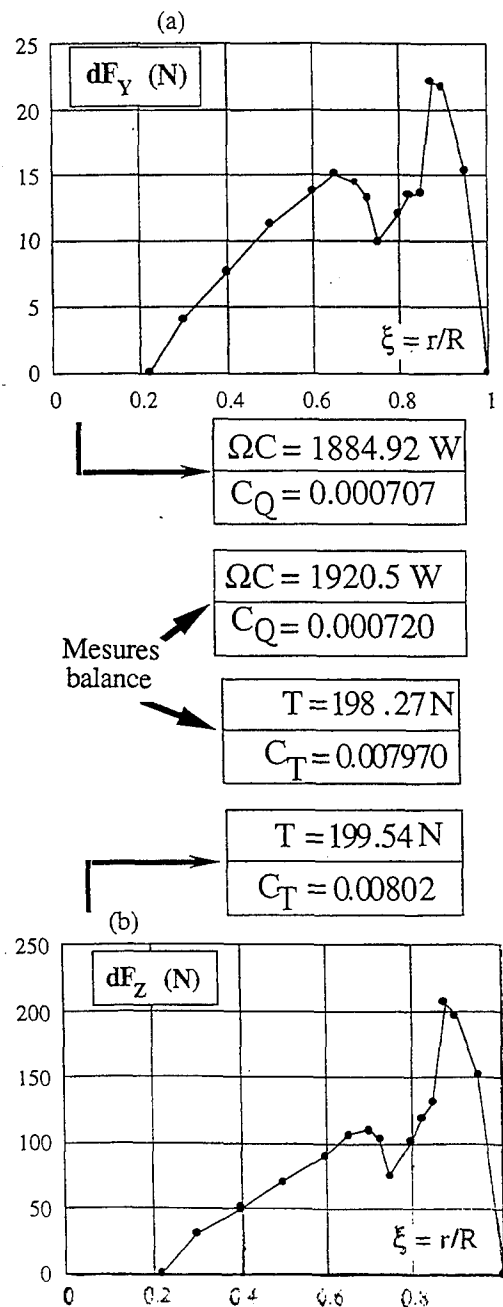 (a)
dF_Y (N)
25
20
15
10
5
0
ξ = r/R
0 0.2 0.4 0.6 0.8 1
ΩC = 1884.92 W
C_Q = 0.000707
ΩC = 1920.5 W
C_Q = 0.000720
Mesures
balance
T = 198.27 N
C_T = 0.007970
T = 199.54 N
C_T = 0.00802
(b)
dF_Z (N)
250
200
150
100
50
0
ξ = r/R
0 0.2 0.4 0.6 0.8